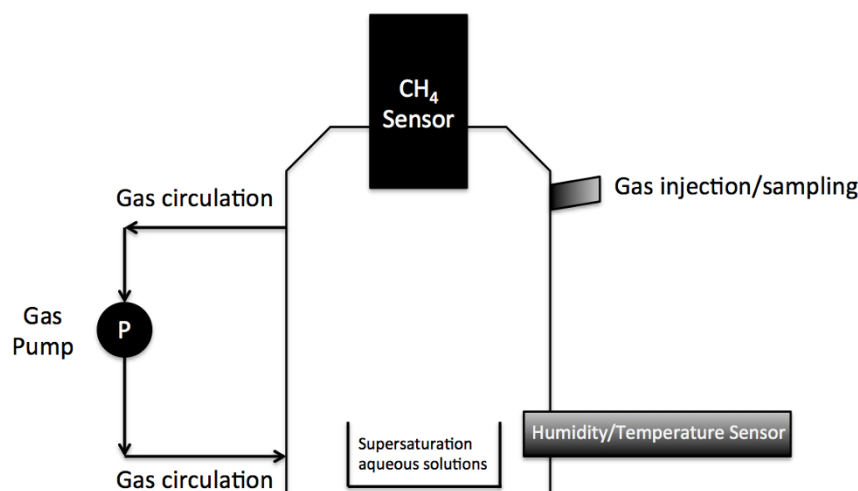 CH₄
Sensor
Gas injection/sampling
Gas circulation
Gas
Pump
P
Humidity/Temperature Sensor
Supersaturation
aqueous solutions
Gas circulation